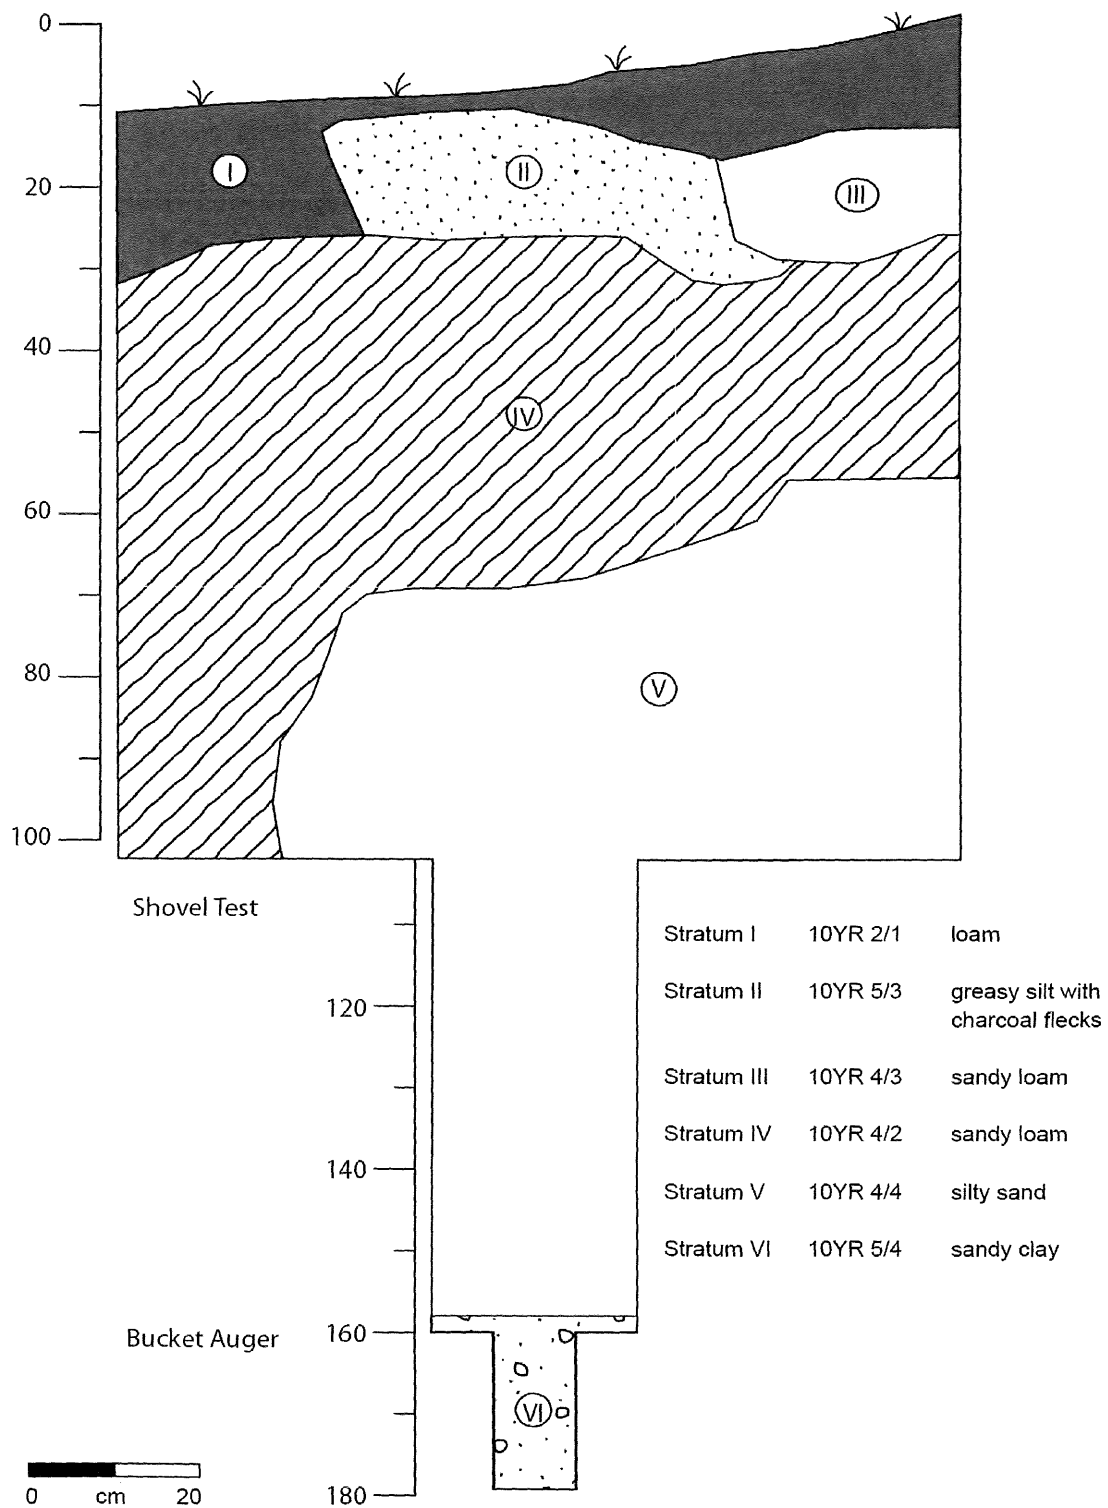 0
20
40
60
80
100
I
II
III
IV
V
Shovel Test
120
140
160
180
Bucket Auger
VI
Stratum I 10YR 2/1 loam
Stratum II 10YR 5/3 greasy silt with
charcoal flecks
Stratum III 10YR 4/3 sandy loam
Stratum IV 10YR 4/2 sandy loam
Stratum V 10YR 4/4 silty sand
Stratum VI 10YR 5/4 sandy clay
0 cm 20